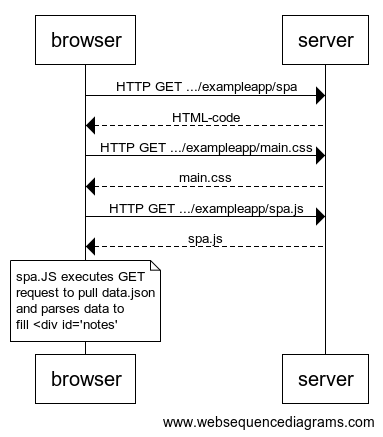 browser
server
HTTP GET .../exampleapp/spa
HTML-code
HTTP GET .../exampleapp/main.css
main.css
HTTP GET .../exampleapp/spa.js
spa.js
spa.JS executes GET
request to pull data.json
and parses data to
fill <div id='notes'
browser
server
www.websequencediagrams.com